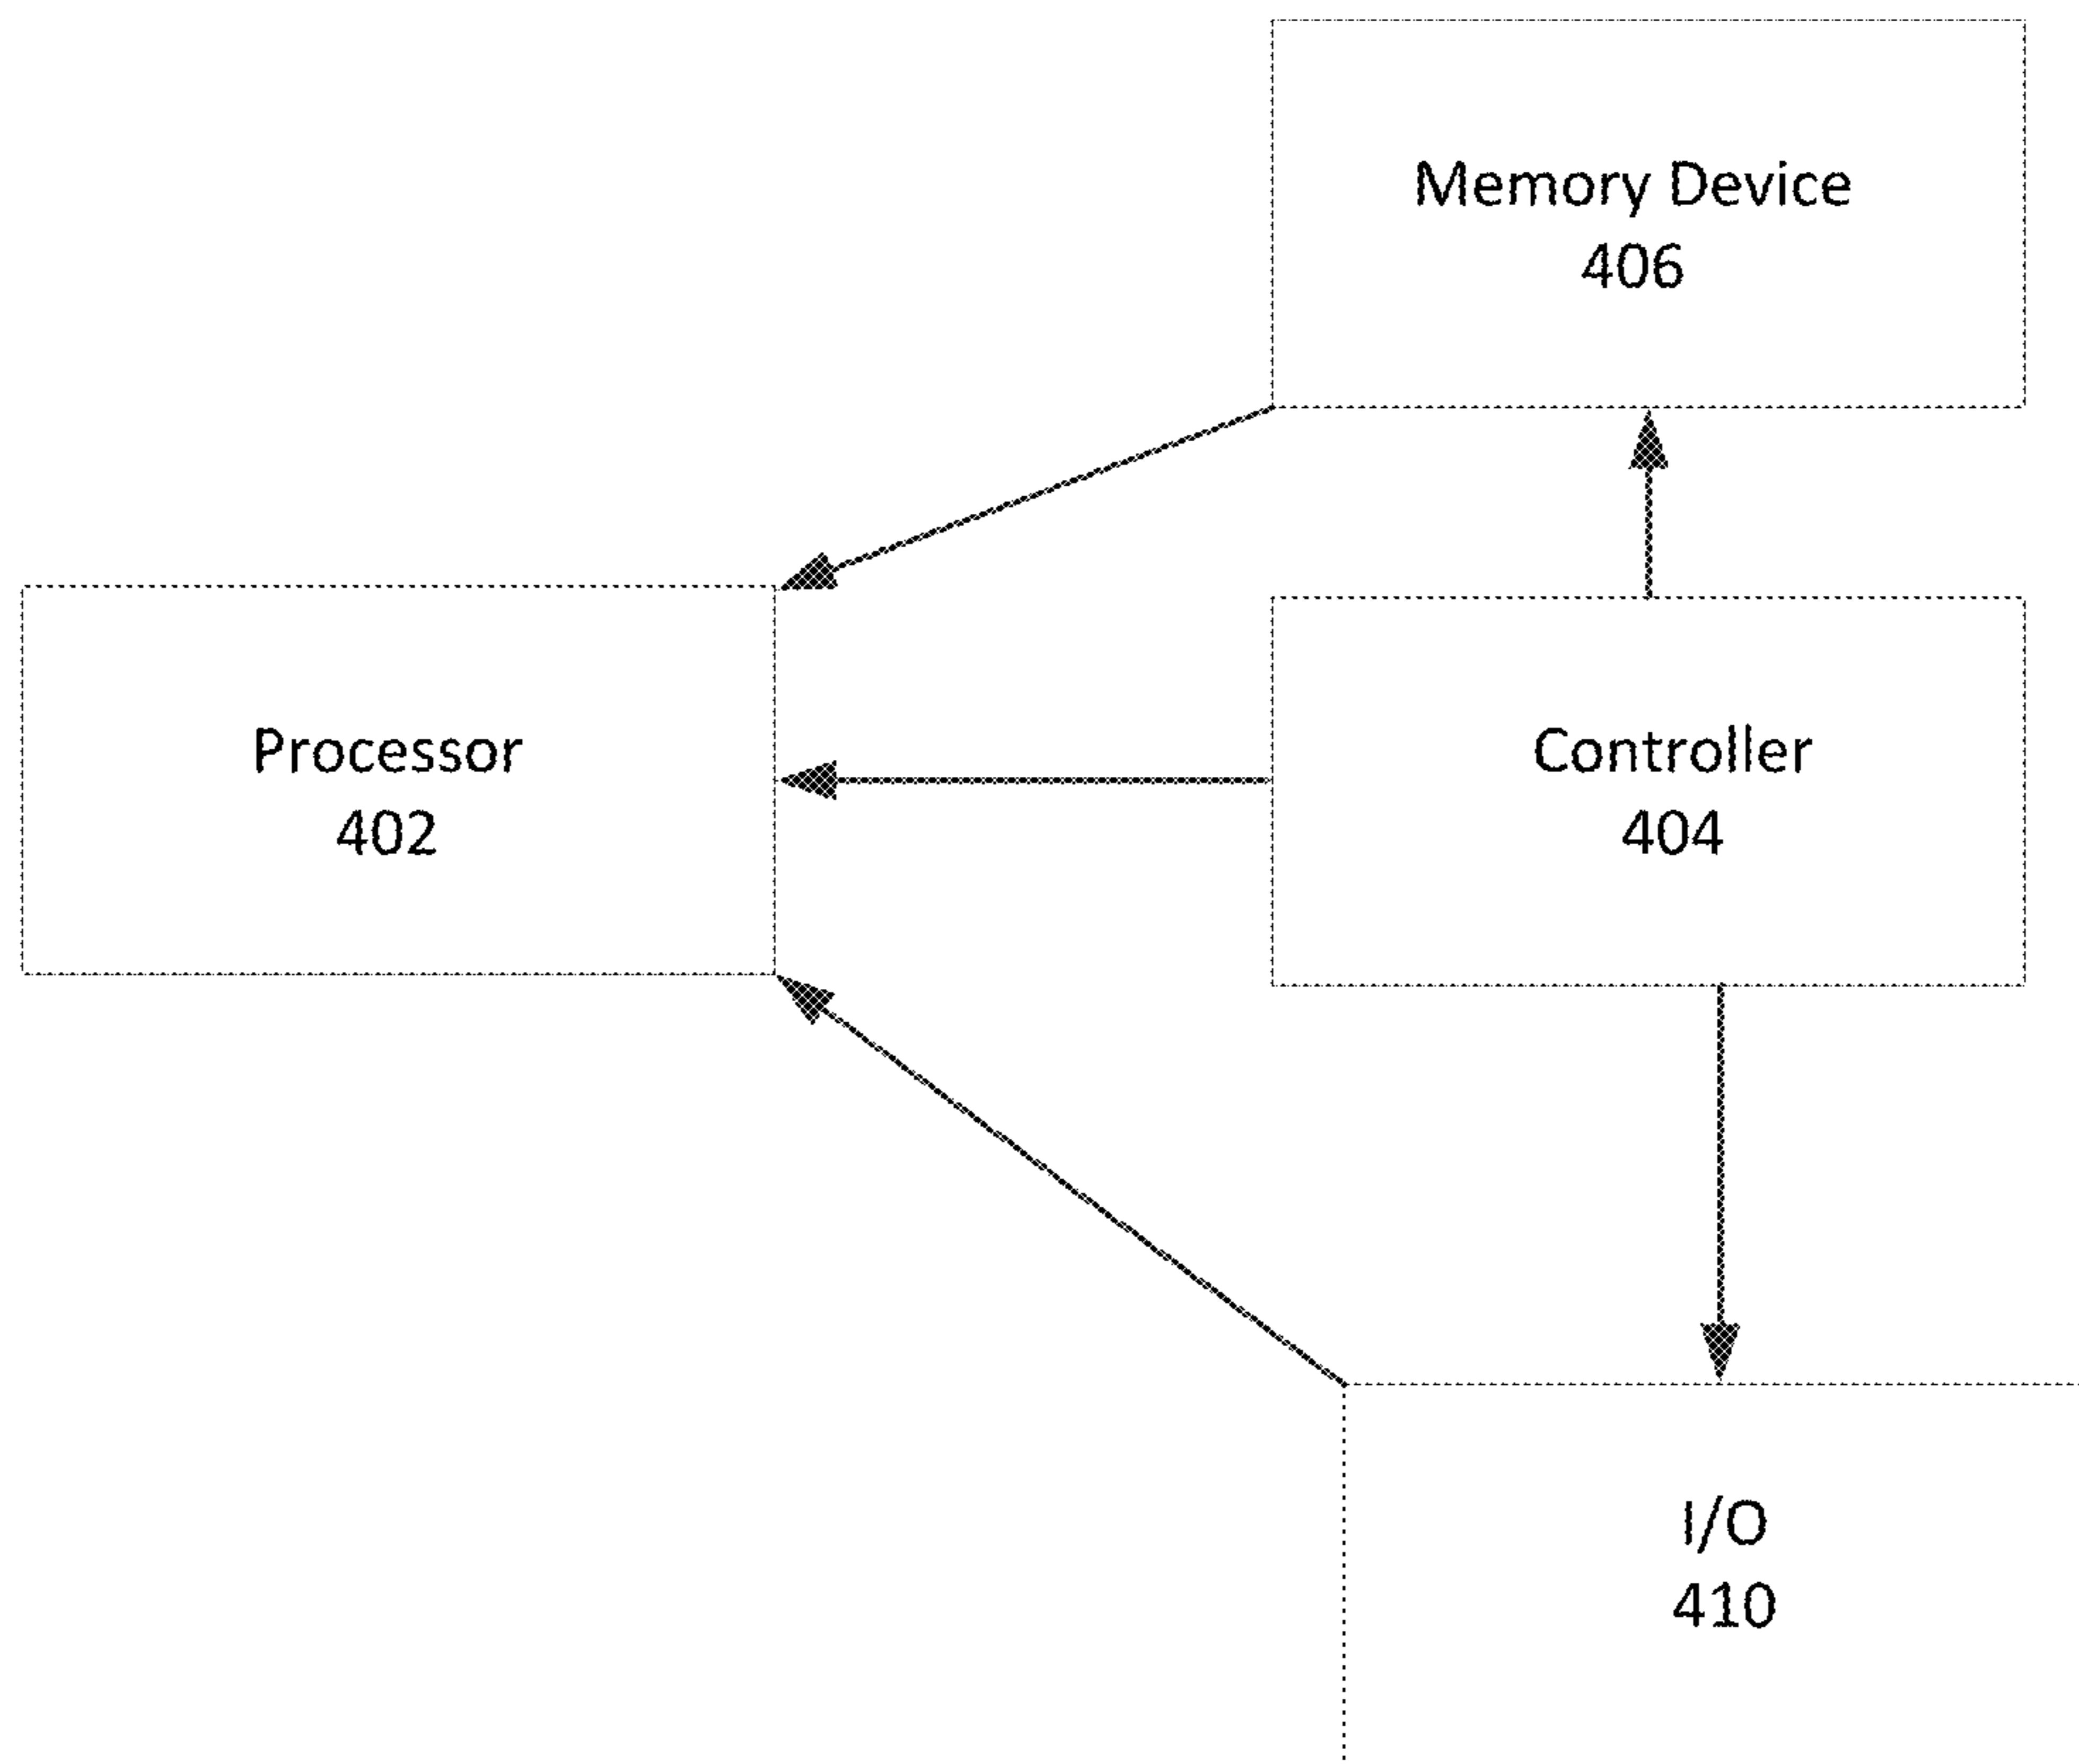 Memory Device
406
Processor
402
Controller
404
I/O
410